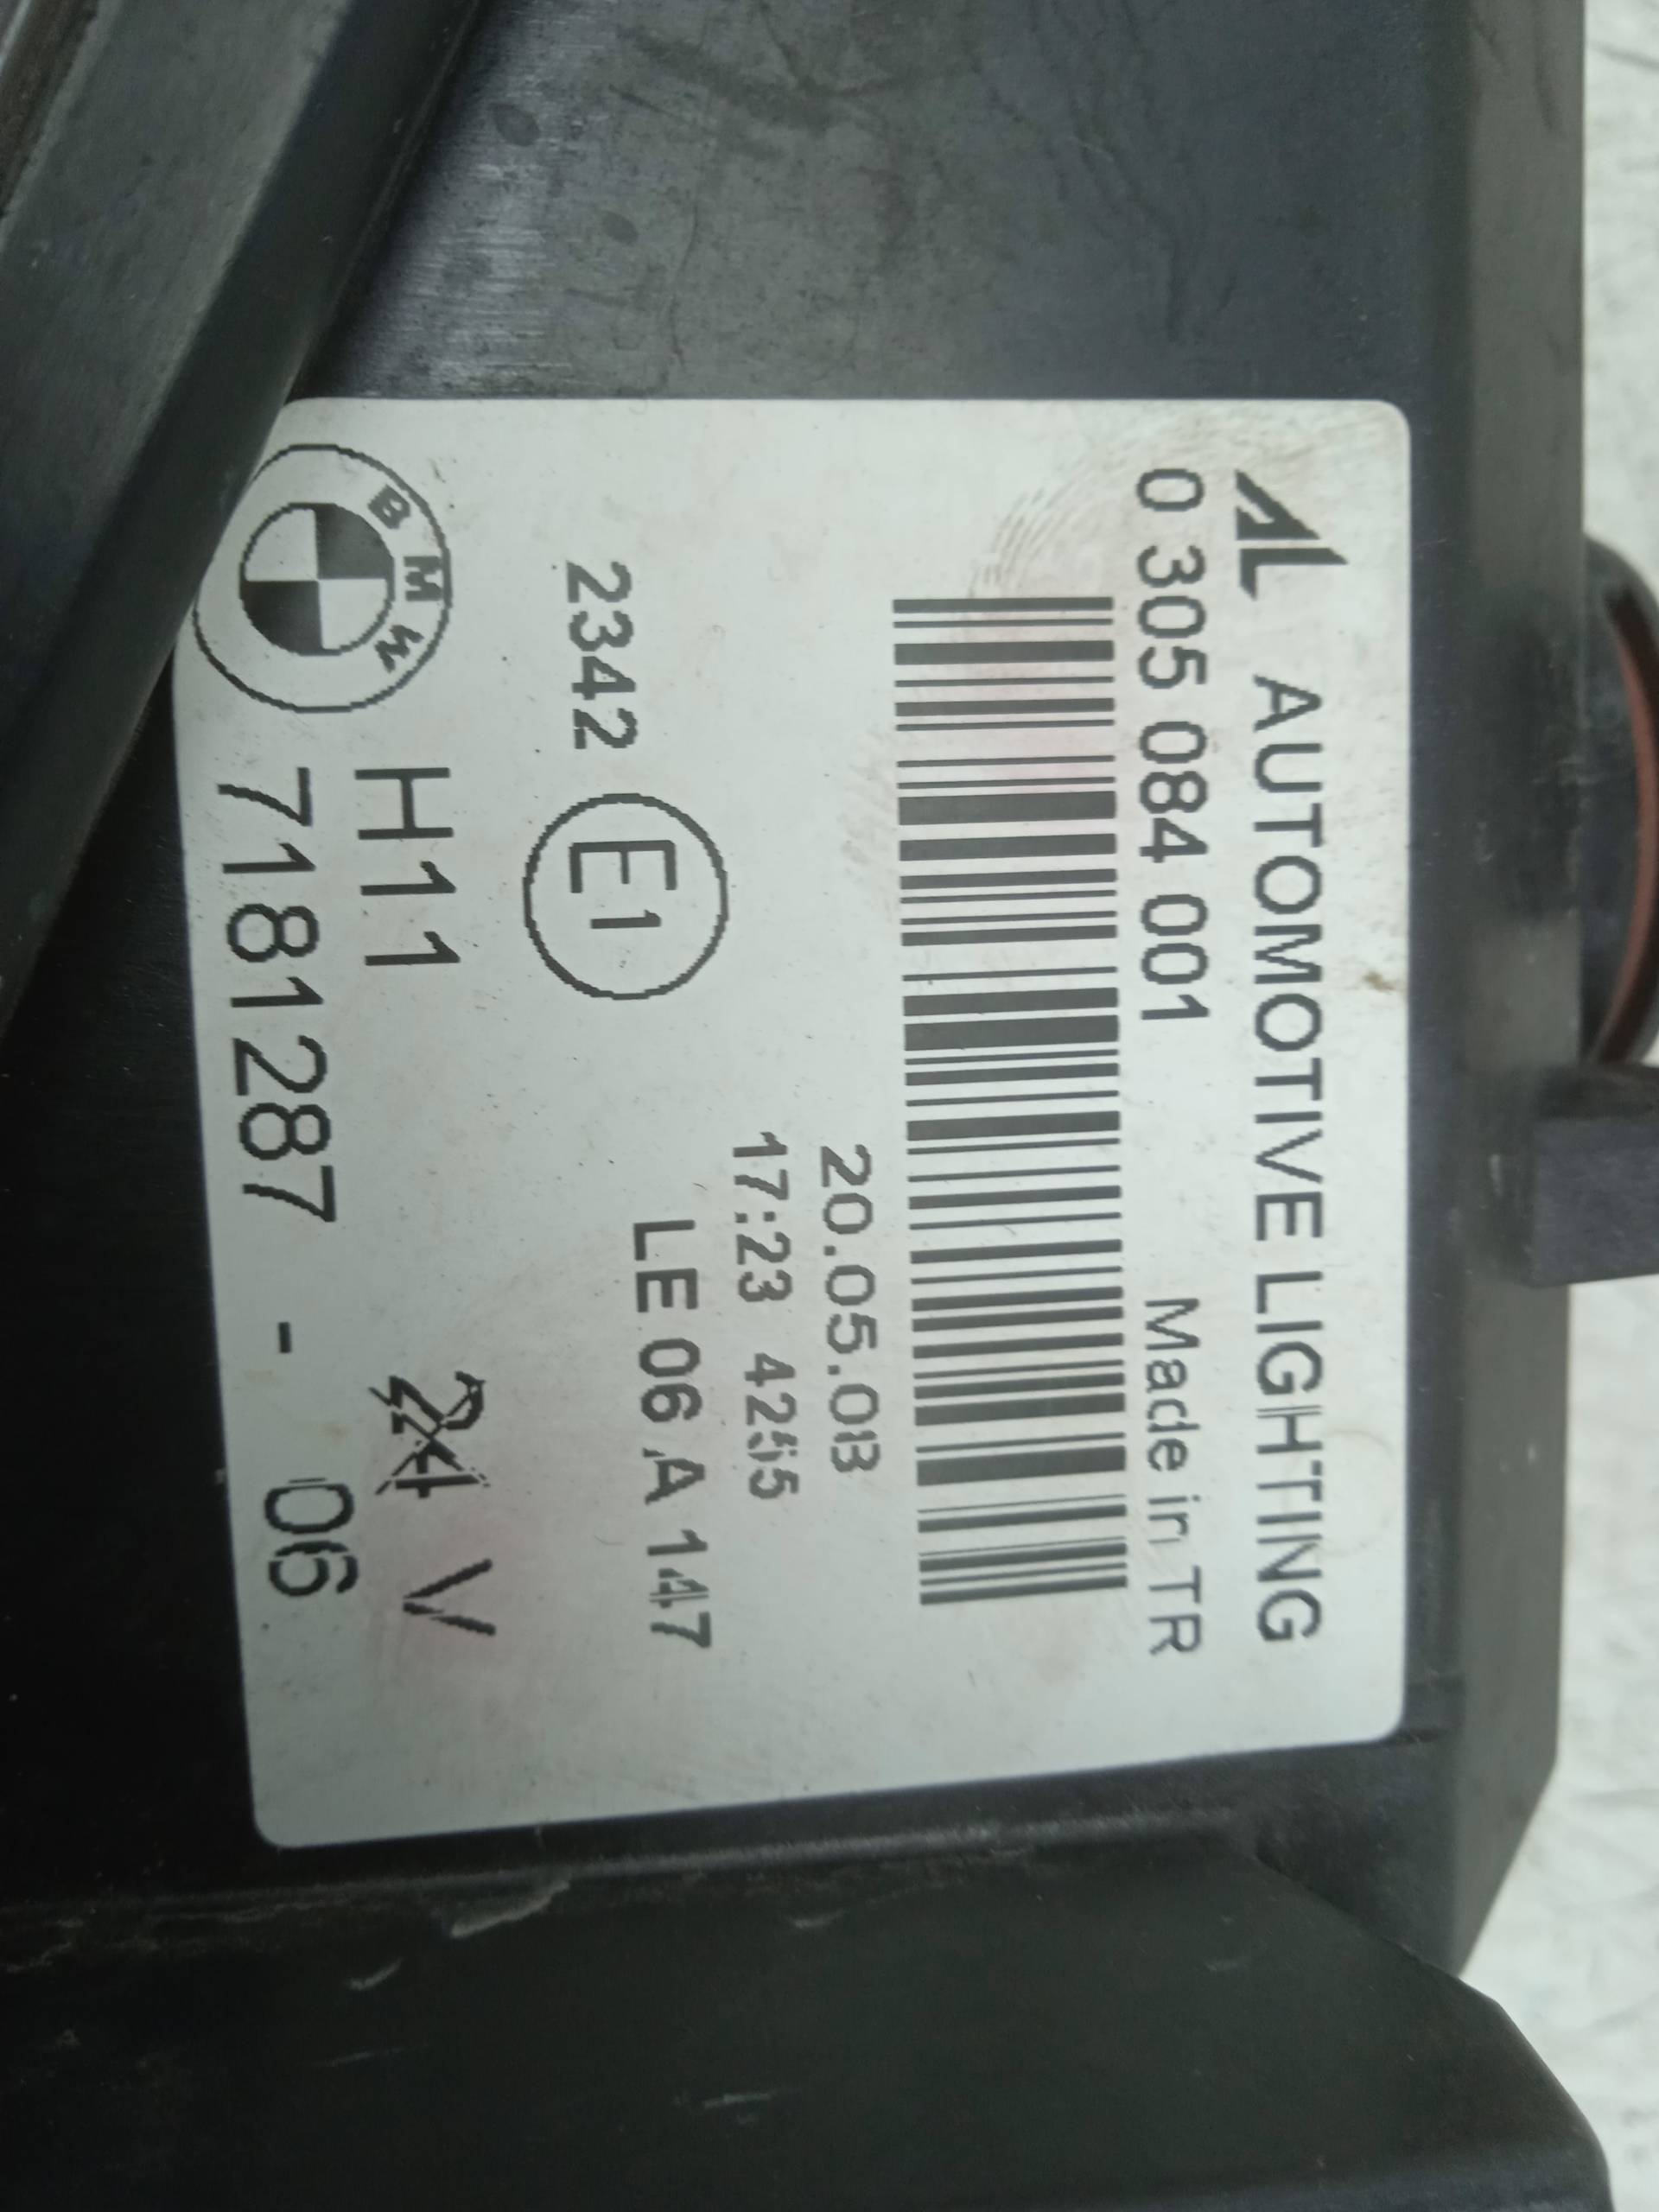 AL AUTOMOTIVE LIGHTING
0 305 084 001 Made in TR
20.05.08
17:23 4255
LE 06 A 147
2342 E1
BMW
H11 24 V
7181287 - 06